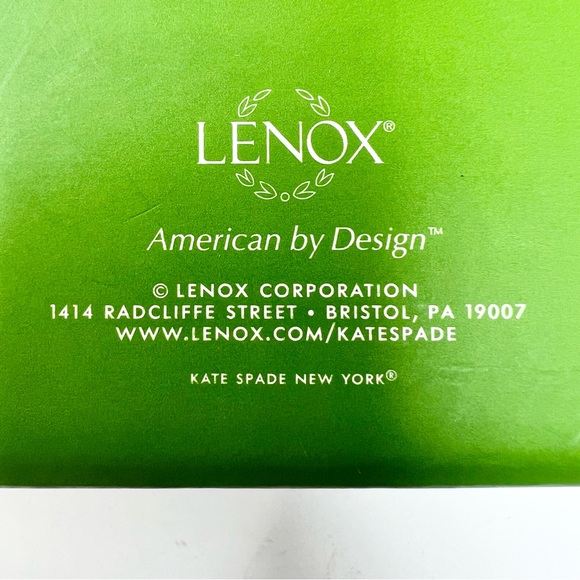 LENOX®
American by Design™
© LENOX CORPORATION
1414 RADCLIFFE STREET • BRISTOL, PA 19007
WWW.LENOX.COM/KATESPADE
KATE SPADE NEW YORK®